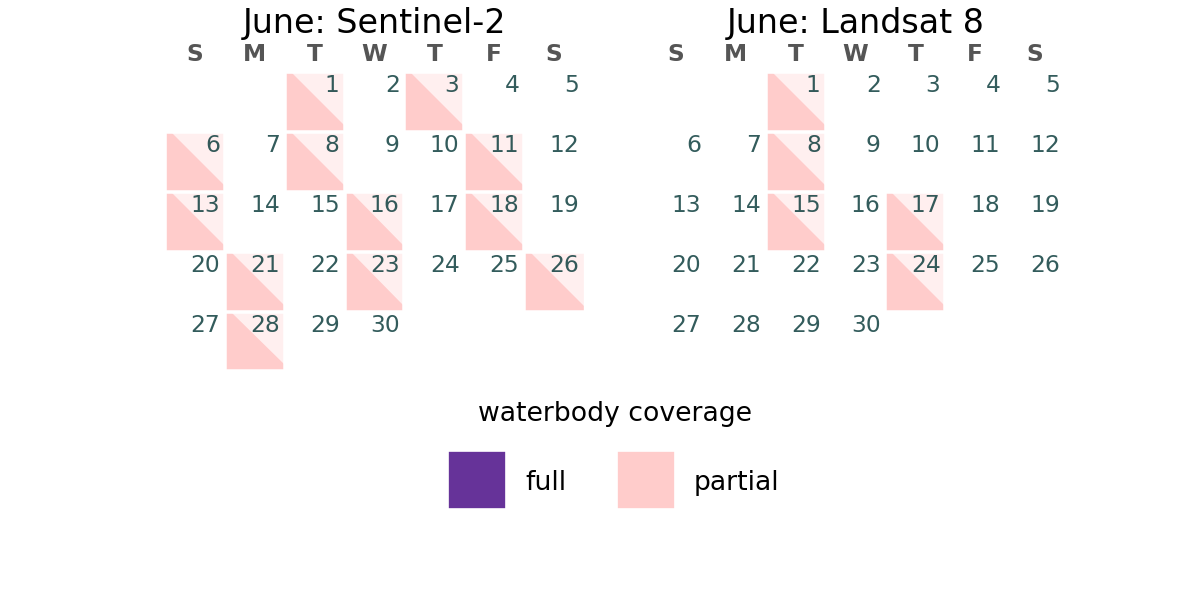 June: Sentinel-2
S M T W T F S
1 2 3 4 5
6 7 8 9 10 11 12
13 14 15 16 17 18 19
20 21 22 23 24 25 26
27 28 29 30
June: Landsat 8
S M T W T F S
1 2 3 4 5
6 7 8 9 10 11 12
13 14 15 16 17 18 19
20 21 22 23 24 25 26
27 28 29 30
waterbody coverage
full partial